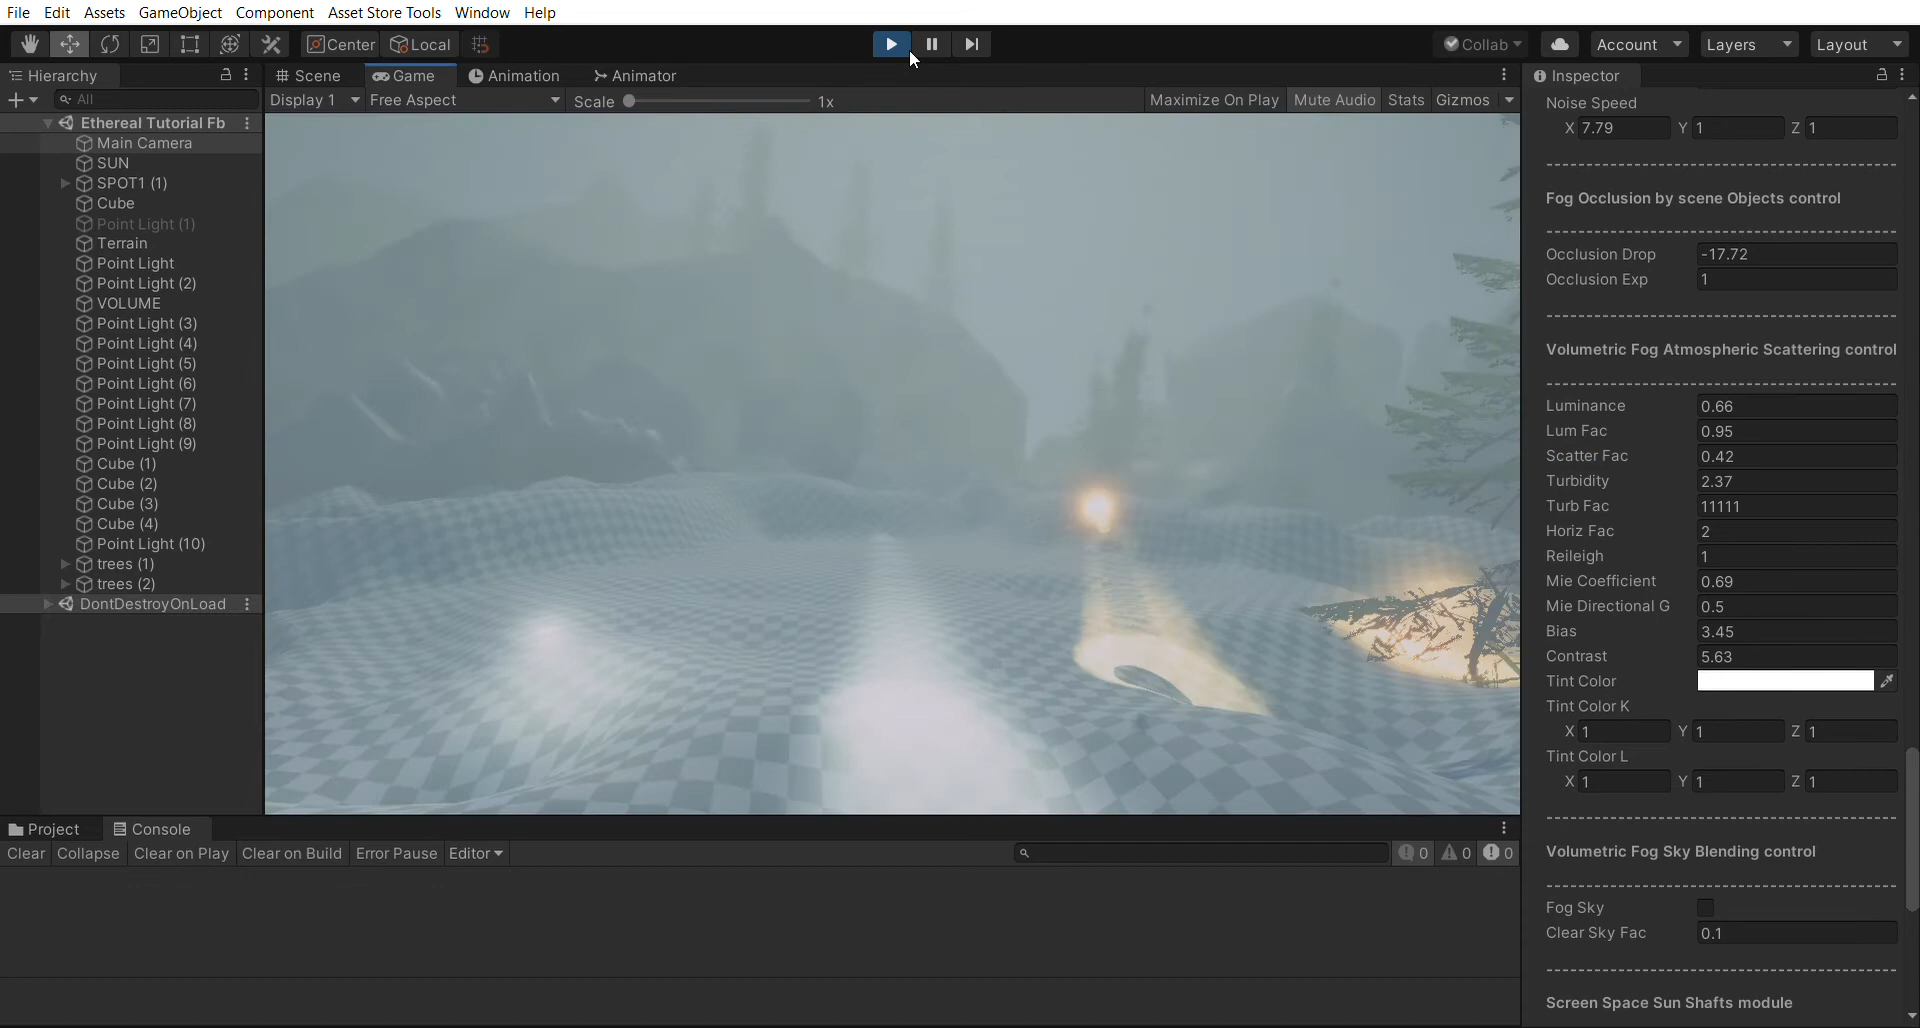 File Edit Assets GameObject Component Asset Store Tools Window Help
Center Local Collab Account Layers Layout
Hierarchy
All
Ethereal Tutorial Fb
Main Camera
SUN
SPOT1 (1)
Cube
Point Light (1)
Terrain
Point Light
Point Light (2)
VOLUME
Point Light (3)
Point Light (4)
Point Light (5)
Point Light (6)
Point Light (7)
Point Light (8)
Point Light (9)
Cube (1)
Cube (2)
Cube (3)
Cube (4)
Point Light (10)
trees (1)
trees (2)
DontDestroyOnLoad
Scene Game Animation Animator
Display 1 Free Aspect Scale 1x Maximize On Play Mute Audio Stats Gizmos
Project Console
Clear Collapse Clear on Play Clear on Build Error Pause Editor 0 0 0
Inspector
Noise Speed
X 7.79 Y 1 Z 1
--------------------------------------------------
Fog Occlusion by scene Objects control
--------------------------------------------------
Occlusion Drop -17.72
Occlusion Exp 1
--------------------------------------------------
Volumetric Fog Atmospheric Scattering control
--------------------------------------------------
Luminance 0.66
Lum Fac 0.95
Scatter Fac 0.42
Turbidity 2.37
Turb Fac 11111
Horiz Fac 2
Reileigh 1
Mie Coefficient 0.69
Mie Directional G 0.5
Bias 3.45
Contrast 5.63
Tint Color
Tint Color K
X 1 Y 1 Z 1
Tint Color L
X 1 Y 1 Z 1
--------------------------------------------------
Volumetric Fog Sky Blending control
--------------------------------------------------
Fog Sky
Clear Sky Fac 0.1
--------------------------------------------------
Screen Space Sun Shafts module